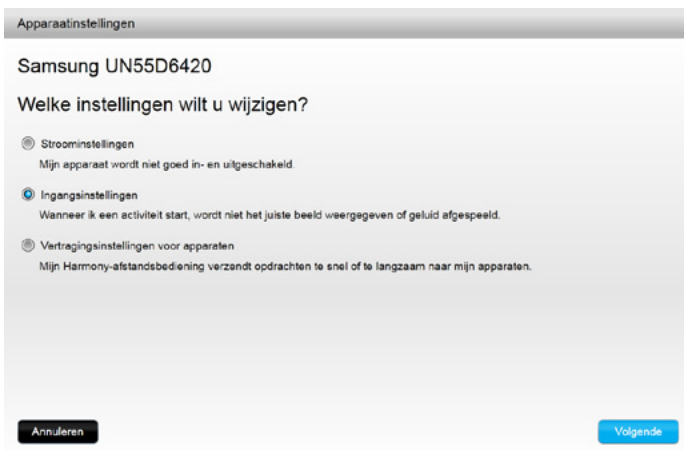 Apparaatinstellingen
Samsung UN55D6420
Welke instellingen wilt u wijzigen?
Stroominstellingen
Mijn apparaat wordt niet goed in- en uitgeschakeld.
Ingangsinstellingen
Wanneer ik een activiteit start, wordt niet het juiste beeld weergegeven of geluid afgespeeld.
Vertragingsinstellingen voor apparaten
Mijn Harmony-afstandsbediening verzendt opdrachten te snel of te langzaam naar mijn apparaten.
Annuleren
Volgende